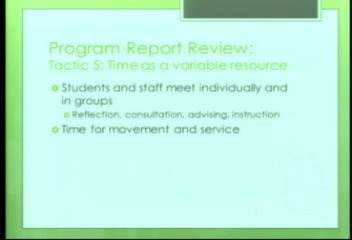 Program Report Review:
Tactic 5: Time as a variable resource
Students and staff meet individually and
in groups
Reflection, consultation, advising, instruction
Time for movement and service